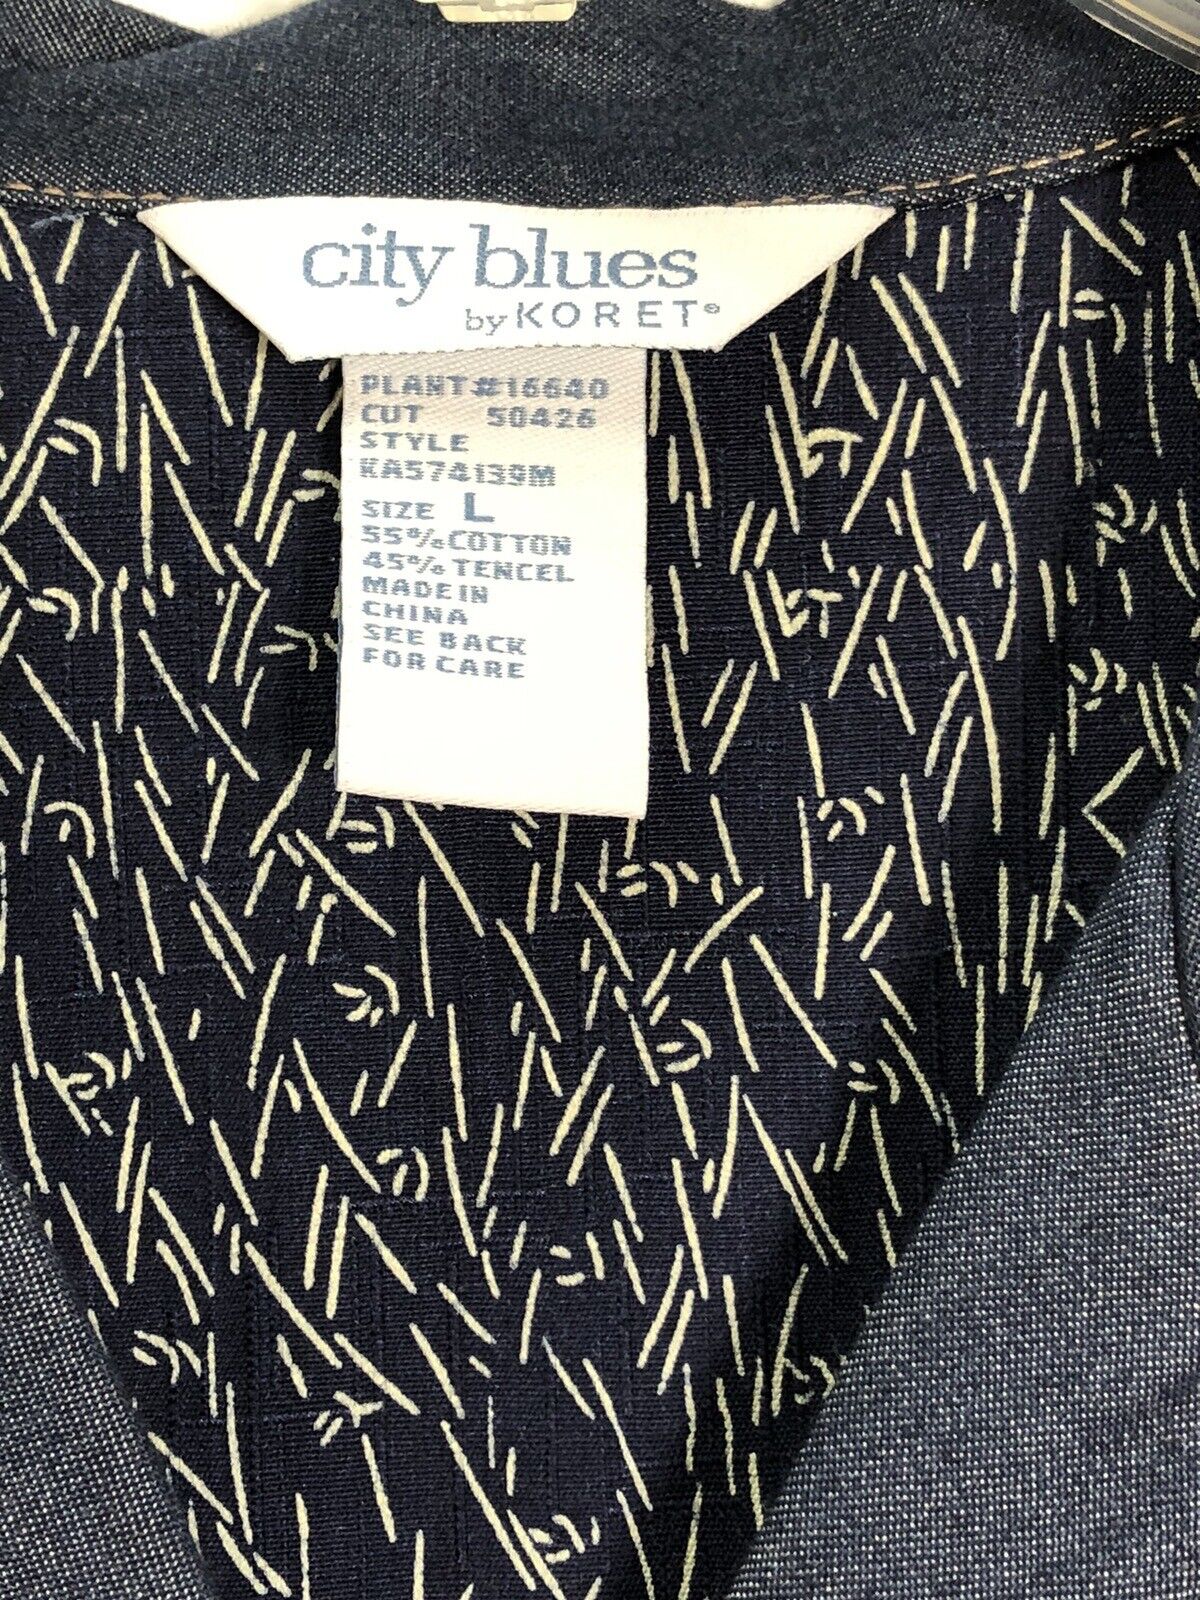 city blues
by KORET®
PLANT#16640
CUT 50426
STYLE
KA574139M
SIZE L
55% COTTON
45% TENCEL
MADE IN
CHINA
SEE BACK
FOR CARE